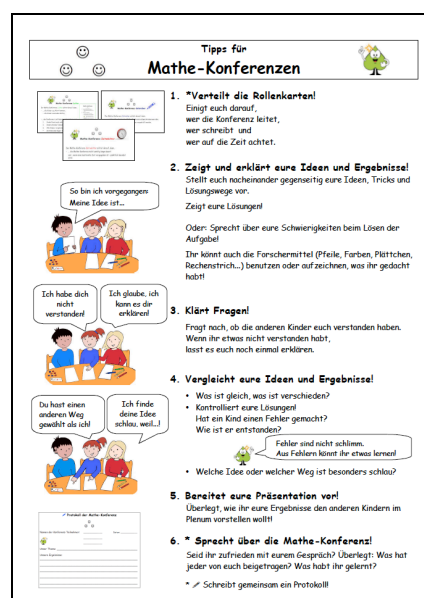 Tipps für
Mathe-Konferenzen
1. *Verteilt die Rollenkarten!
Einigt euch darauf,
wer die Konferenz leitet,
wer schreibt und
wer auf die Zeit achtet.
2. Zeigt und erklärt eure Ideen und Ergebnisse!
Stellt euch nacheinander gegenseitig eure Ideen, Tricks und
Lösungswege vor.
Zeigt eure Lösungen!
Oder: Sprecht über eure Schwierigkeiten beim Lösen der
Aufgabe!
Ihr könnt auch die Forschermittel (Pfeile, Farben, Plättchen,
Rechenstrich...) benutzen oder aufzeichnen, was ihr gedacht
habt!
So bin ich vorgegangen:
Meine Idee ist...
3. Klärt Fragen!
Fragt nach, ob die anderen Kinder euch verstanden haben.
Wenn ihr etwas nicht verstanden habt,
lasst es euch noch einmal erklären.
Ich habe dich
nicht
verstanden!
Ich glaube, ich
kann es dir
erklären!
4. Vergleicht eure Ideen und Ergebnisse!
• Was ist gleich, was ist verschieden?
• Kontrolliert eure Lösungen!
Hat ein Kind einen Fehler gemacht?
Wie ist er entstanden?
Fehler sind nicht schlimm.
Aus Fehlern könnt ihr etwas lernen!
• Welche Idee oder welcher Weg ist besonders schlau?
Du hast einen
anderen Weg
gewählt als ich!
Ich finde
deine Idee
schlau, weil...!
5. Bereitet eure Präsentation vor!
Überlegt, wie ihr eure Ergebnisse den anderen Kindern im
Plenum vorstellen wollt!
6. * Sprecht über die Mathe-Konferenz!
Seid ihr zufrieden mit eurem Gespräch? Überlegt: Was hat
jeder von euch beigetragen? Was habt ihr gelernt?
* Schreibt gemeinsam ein Protokoll!
Protokoll der Mathe-Konferenz